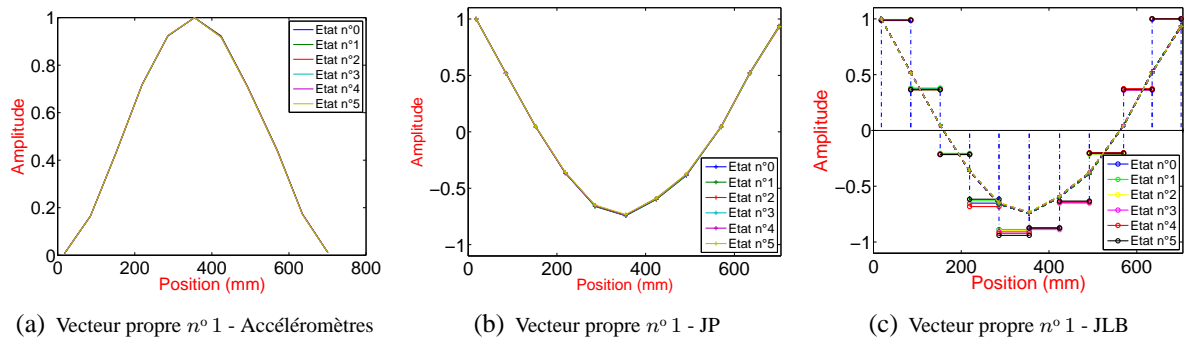 1
0.8
0.6
0.4
0.2
0
0 200 400 600 800
Amplitude
Position (mm)
Etat n°0
Etat n°1
Etat n°2
Etat n°3
Etat n°4
Etat n°5
(a) Vecteur propre nº 1 - Accéléromètres
1
0.5
0
−0.5
−1
0 200 400 600
Amplitude
Position (mm)
Etat n°0
Etat n°1
Etat n°2
Etat n°3
Etat n°4
Etat n°5
(b) Vecteur propre nº 1 - JP
1
0.5
0
−0.5
−1
0 200 400 600
Amplitude
Position (mm)
Etat n°0
Etat n°1
Etat n°2
Etat n°3
Etat n°4
Etat n°5
(c) Vecteur propre nº 1 - JLB